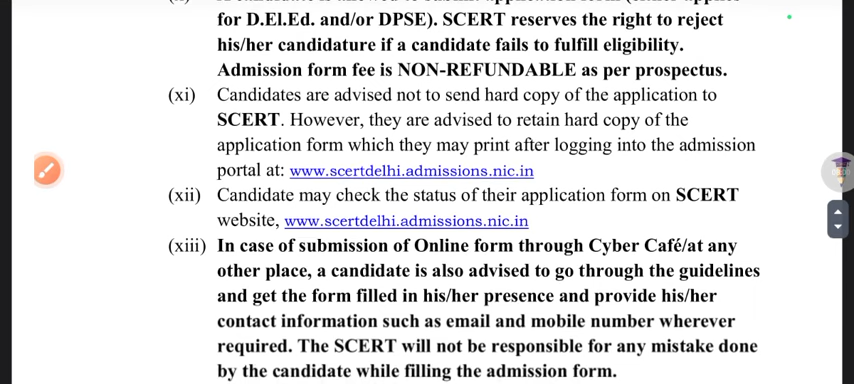 for D.El.Ed. and/or DPSE). SCERT reserves the right to reject
his/her candidature if a candidate fails to fulfill eligibility.
Admission form fee is NON-REFUNDABLE as per prospectus.
(xi) Candidates are advised not to send hard copy of the application to
SCERT. However, they are advised to retain hard copy of the
application form which they may print after logging into the admission
portal at: www.scertdelhi.admissions.nic.in
(xii) Candidate may check the status of their application form on SCERT
website, www.scertdelhi.admissions.nic.in
(xiii) In case of submission of Online form through Cyber Café/at any
other place, a candidate is also advised to go through the guidelines
and get the form filled in his/her presence and provide his/her
contact information such as email and mobile number wherever
required. The SCERT will not be responsible for any mistake done
by the candidate while filling the admission form.